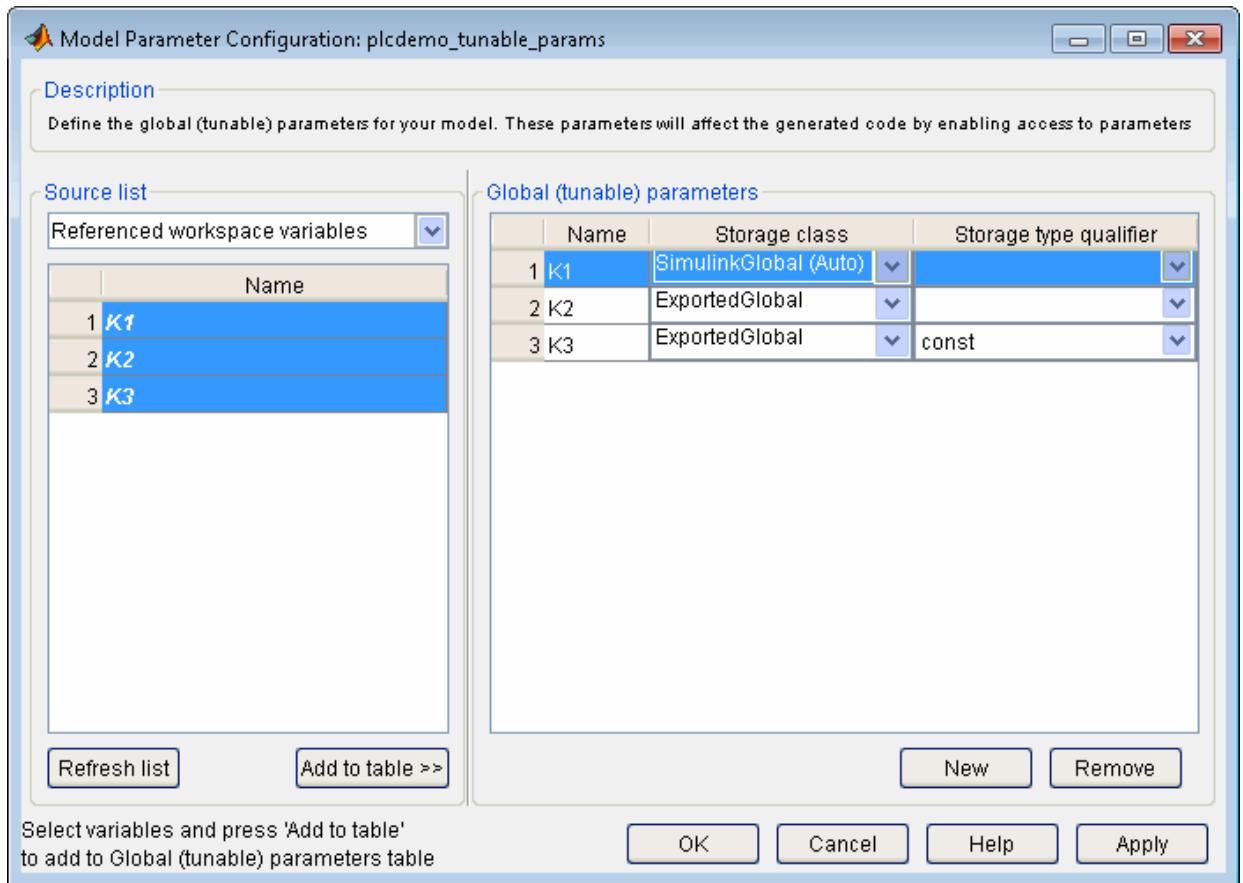 Model Parameter Configuration: plcdemo_tunable_params
Description
Define the global (tunable) parameters for your model. These parameters will affect the generated code by enabling access to parameters
Source list
Referenced workspace variables
Name
1 K1
2 K2
3 K3
Refresh list
Add to table >>
Global (tunable) parameters
Name Storage class Storage type qualifier
1 K1 SimulinkGlobal (Auto)
2 K2 ExportedGlobal
3 K3 ExportedGlobal const
New
Remove
Select variables and press 'Add to table'
to add to Global (tunable) parameters table
OK
Cancel
Help
Apply